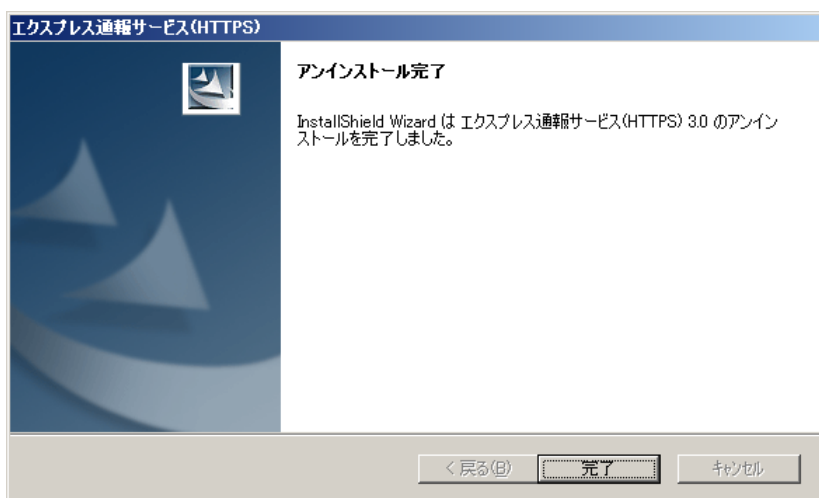 エクスプレス通報サービス(HTTPS)
アンインストール完了
InstallShield Wizard は エクスプレス通報サービス(HTTPS) 3.0 のアンイン
ストールを完了しました。
< 戻る(B)
完了
キャンセル